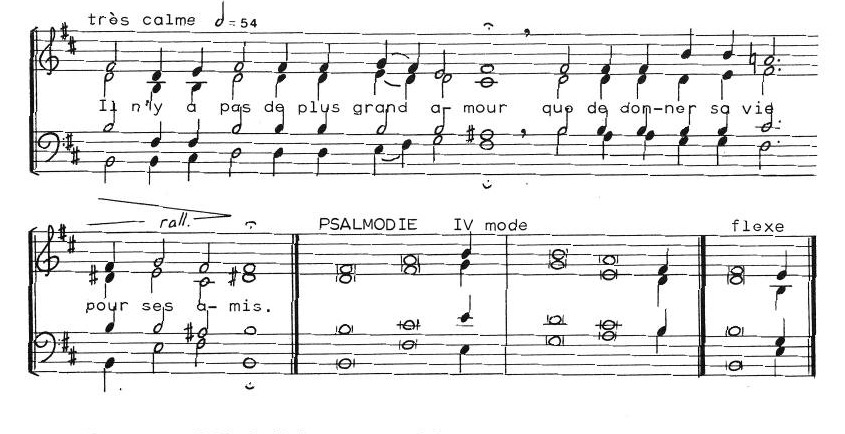 très calme 𝅗𝅥 = 54
Il n'y a pas de plus grand a-mour que de don-ner sa vie
rall.
PSALMODIE IV mode flexe
pour ses a-mis.